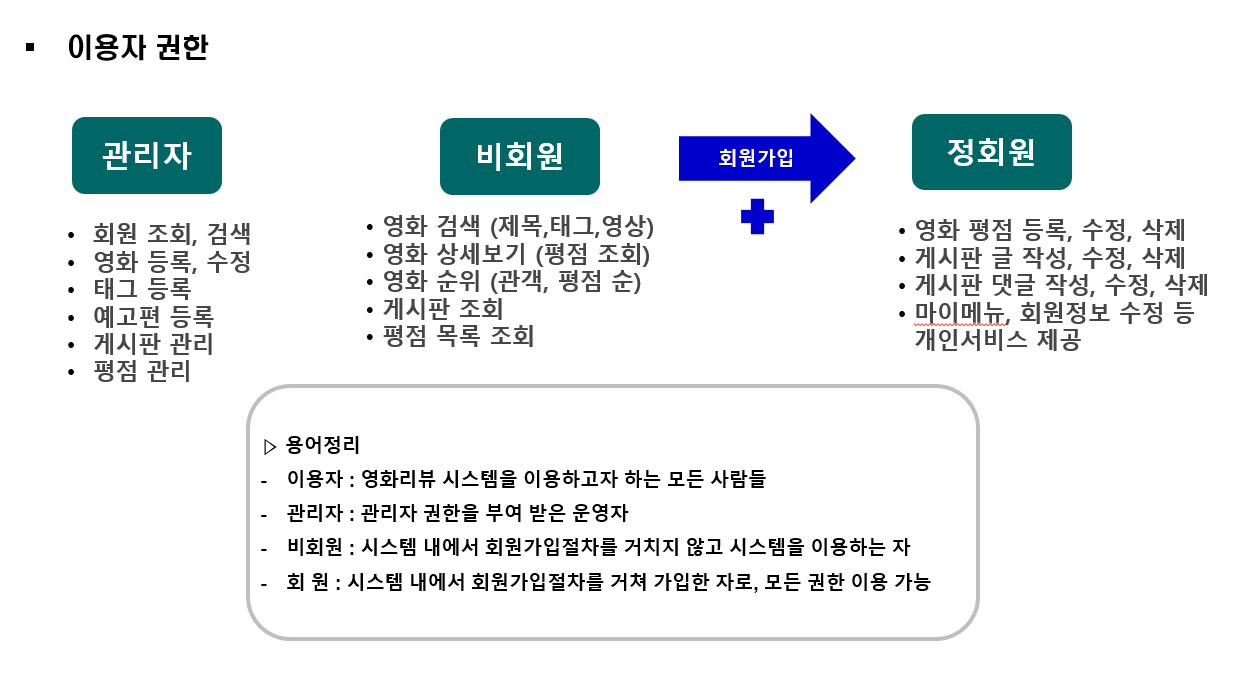 ▪ 이용자 권한
관리자
• 회원 조회, 검색
• 영화 등록, 수정
• 태그 등록
• 예고편 등록
• 게시판 관리
• 평점 관리
비회원
• 영화 검색 (제목,태그,영상)
• 영화 상세보기 (평점 조회)
• 영화 순위 (관객, 평점 순)
• 게시판 조회
• 평점 목록 조회
회원가입
정회원
• 영화 평점 등록, 수정, 삭제
• 게시판 글 작성, 수정, 삭제
• 게시판 댓글 작성, 수정, 삭제
• 마이메뉴, 회원정보 수정 등
개인서비스 제공
▷ 용어정리
- 이용자 : 영화리뷰 시스템을 이용하고자 하는 모든 사람들
- 관리자 : 관리자 권한을 부여 받은 운영자
- 비회원 : 시스템 내에서 회원가입절차를 거치지 않고 시스템을 이용하는 자
- 회 원 : 시스템 내에서 회원가입절차를 거쳐 가입한 자로, 모든 권한 이용 가능